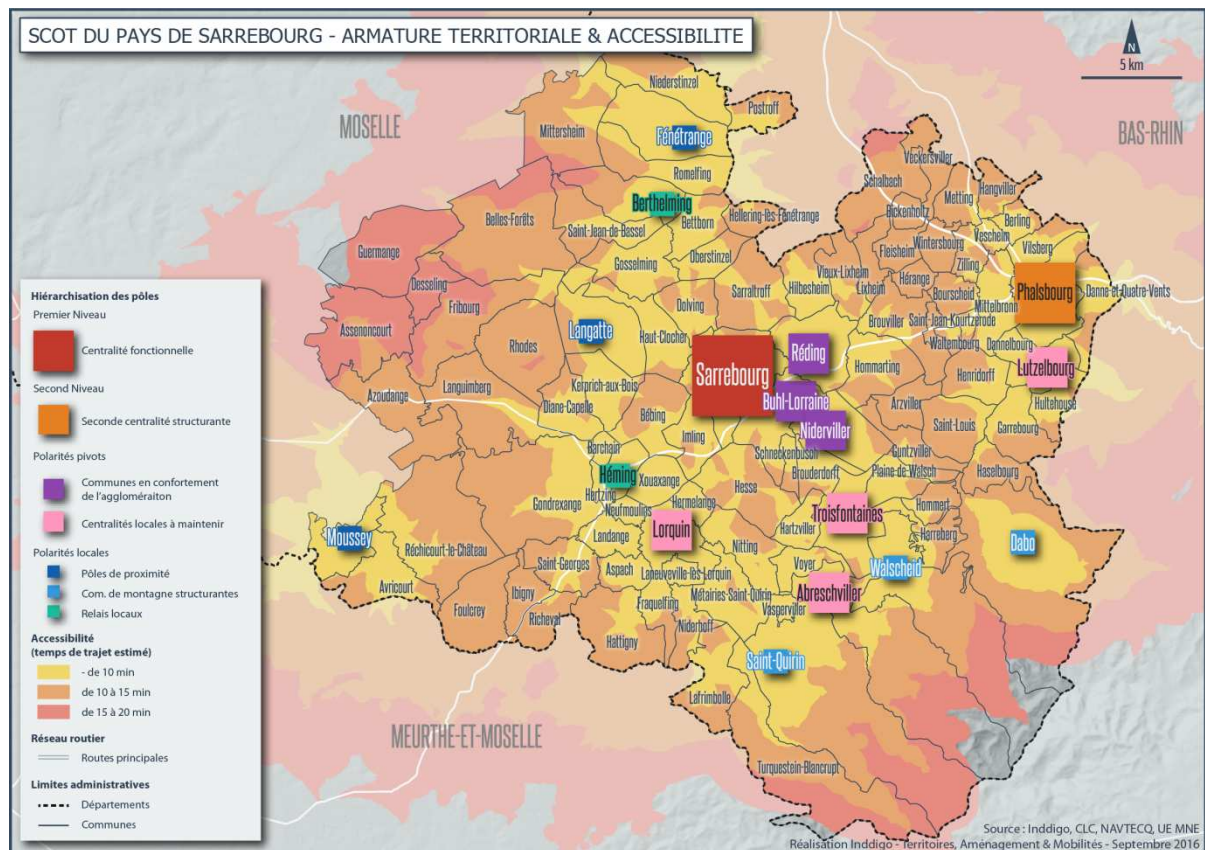 SCOT DU PAYS DE SARREBOURG - ARMATURE TERRITORIALE & ACCESSIBILITE
N
5 km
MOSELLE
BAS-RHIN
MEURTHE-ET-MOSELLE
Niederstinzel
Postroff
Mittersheim
Fénétrange
Romelfing
Berthelming
Bettborn
Hellering-lès-Fénétrange
Belles-Forêts
Saint-Jean-de-Bassel
Gosselming
Oberstinzel
Veckersville
Schalbach
Metting
Hangviller
Bickenholtz
Berling
Vescheim
Vilsberg
Fleisheim
Wintersbourg
Zilling
Guermange
Desseling
Fribourg
Assenoncourt
Vieux-Lixheim
Lixheim
Hérange
Bourscheid
Mittelbronn
Phalsbourg
Danne-et-Quatre-Vents
Sarraltroff
Hilbesheim
Dolving
Langatte
Haut-Clocher
Rhodes
Brouviller
Saint-Jean-Kourtzerode
Waltembourg
Dannelbourg
Lutzelbourg
Sarrebourg
Réding
Hommarting
Henridorff
Hultehouse
Azoudange
Languimberg
Kerprich-aux-Bois
Diane-Capelle
Bébing
Buhl-Lorraine
Niderviller
Arzviller
Saint-Louis
Garrebourg
Barchain
Imling
Schneckenbusch
Brouderdorff
Guntzviller
Plaine-de-Walsch
Haselbourg
Héming
Xouaxange
Hertzing
Gondrexange
Neufmoulins
Hermelange
Hesse
Lorquin
Troisfontaines
Hommert
Hartzviller
Harreberg
Dabo
Moussey
Réchicourt-le-Château
Landange
Nitting
Voyer
Walscheid
Avricourt
Saint-Georges
Aspach
Laneuveville-lès Lorquin
Abreschviller
Ibigny
Foulcrey
Richeval
Fraquelfing
Métairies-Saint-Quirin
Vasperviller
Hattigny
Niderhoff
Saint-Quirin
Lafrimbolle
Turquestein-Blancrupt
Hiérarchisation des pôles
Premier Niveau
Centralité fonctionnelle
Second Niveau
Seconde centralité structurante
Polarités pivots
Communes en confortement
de l'aggloméraiton
Centralités locales à maintenir
Polarités locales
Pôles de proximité
Com. de montagne structurantes
Relais locaux
Accessibilité
(temps de trajet estimé)
- de 10 min
de 10 à 15 min
de 15 à 20 min
Réseau routier
Routes principales
Limites administratives
Départements
Communes
Source : Inddigo, CLC, NAVTECQ, UE MNE
Réalisation Inddigo - Territoires, Aménagement & Mobilités - Septembre 2016